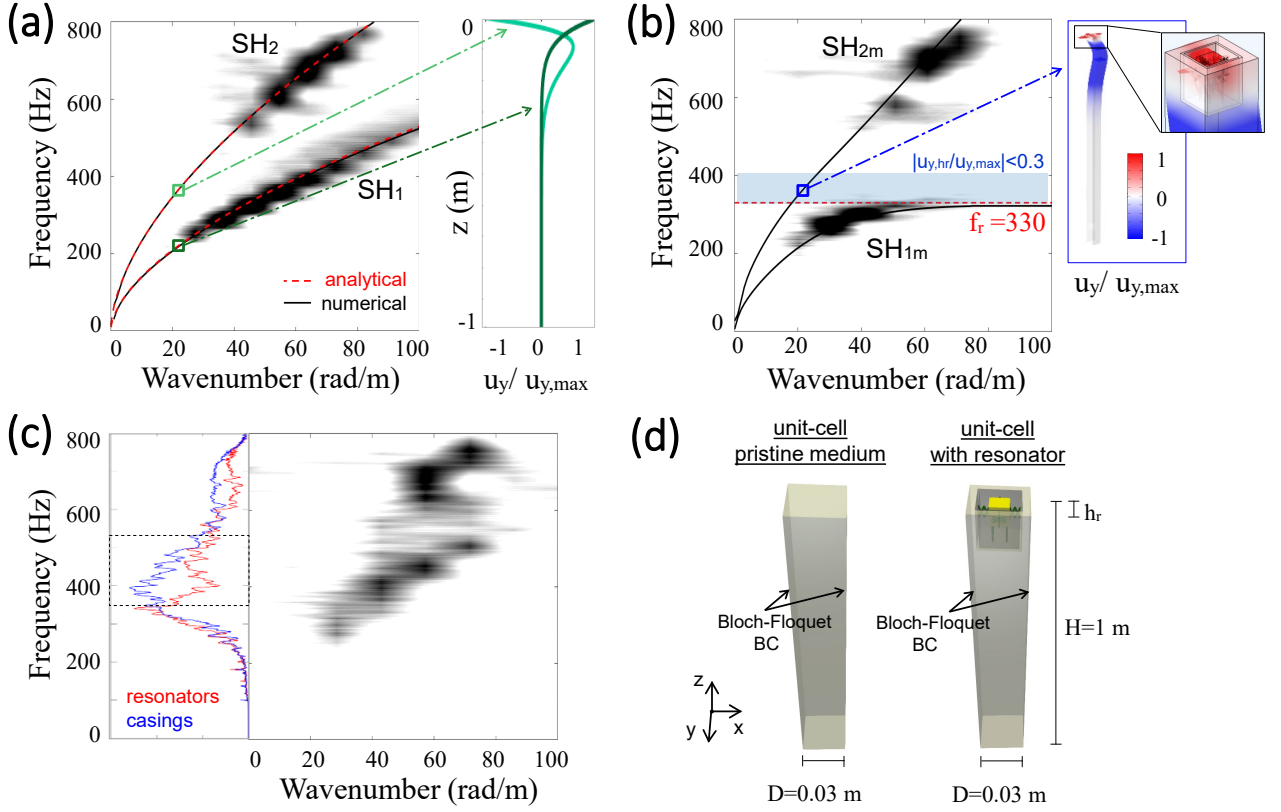 (a)
800
600
400
200
0
Frequency (Hz)
SH2
SH1
analytical
numerical
0 20 40 60 80 100
Wavenumber (rad/m)
0
z (m)
-1
-1 0 1
uy/ uy,max
(b)
800
600
400
200
0
Frequency (Hz)
SH2m
|uy,hr/uy,max|<0.3
fr =330
SH1m
0 20 40 60 80 100
Wavenumber (rad/m)
1
0
-1
uy/ uy,max
(c)
800
600
400
200
0
Frequency (Hz)
resonators
casings
0 20 40 60 80 100
Wavenumber (rad/m)
(d)
unit-cell
pristine medium
unit-cell
with resonator
hr
Bloch-Floquet
BC
Bloch-Floquet
BC
H=1 m
z
y
x
D=0.03 m
D=0.03 m